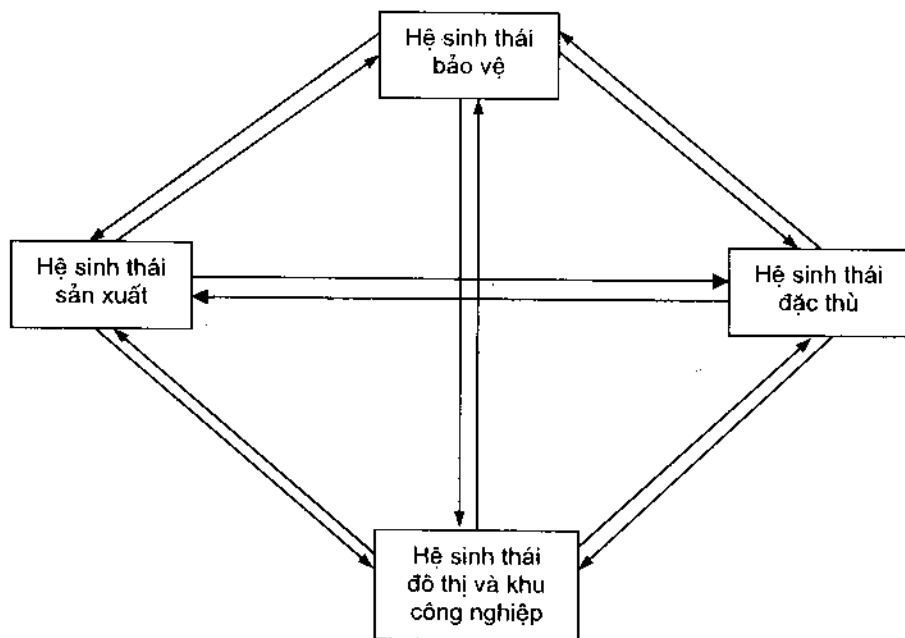 Hệ sinh thái
bảo vệ
Hệ sinh thái
sản xuất
Hệ sinh thái
đặc thù
Hệ sinh thái
đô thị và khu
công nghiệp